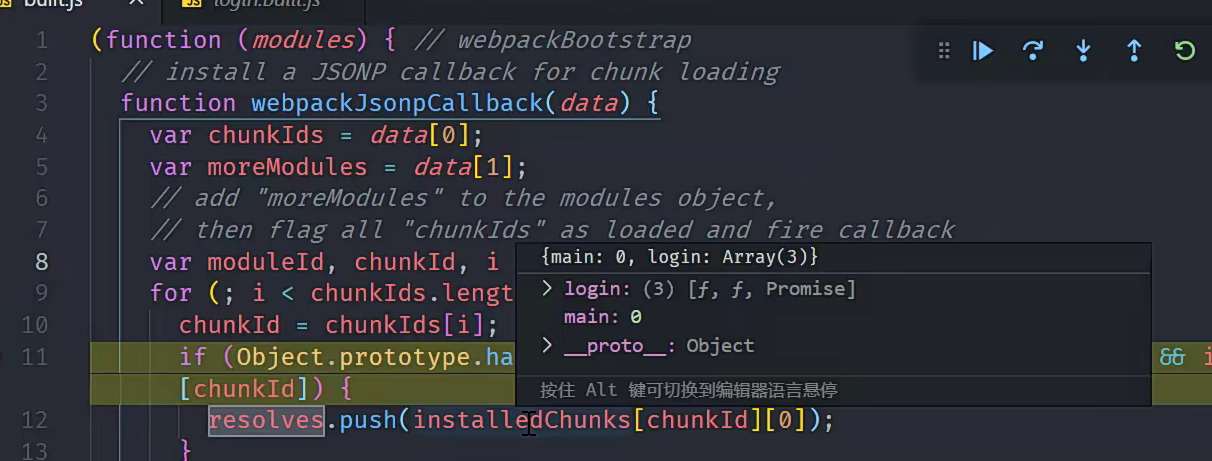 built.js
login.built.js
1 (function (modules) { // webpackBootstrap
2 // install a JSONP callback for chunk loading
3 function webpackJsonpCallback(data) {
4 var chunkIds = data[0];
5 var moreModules = data[1];
6 // add "moreModules" to the modules object,
7 // then flag all "chunkIds" as loaded and fire callback
8 var moduleId, chunkId, i
{main: 0, login: Array(3)}
9 for (; i < chunkIds.lengt
login: (3) [ƒ, ƒ, Promise]
10 chunkId = chunkIds[i];
main: 0
11 if (Object.prototype.ha
__proto__: Object
&& i
[chunkId]) {
按住 Alt 键可切换到编辑器语言悬停
12 resolves.push(installedChunks[chunkId][0]);
13 }